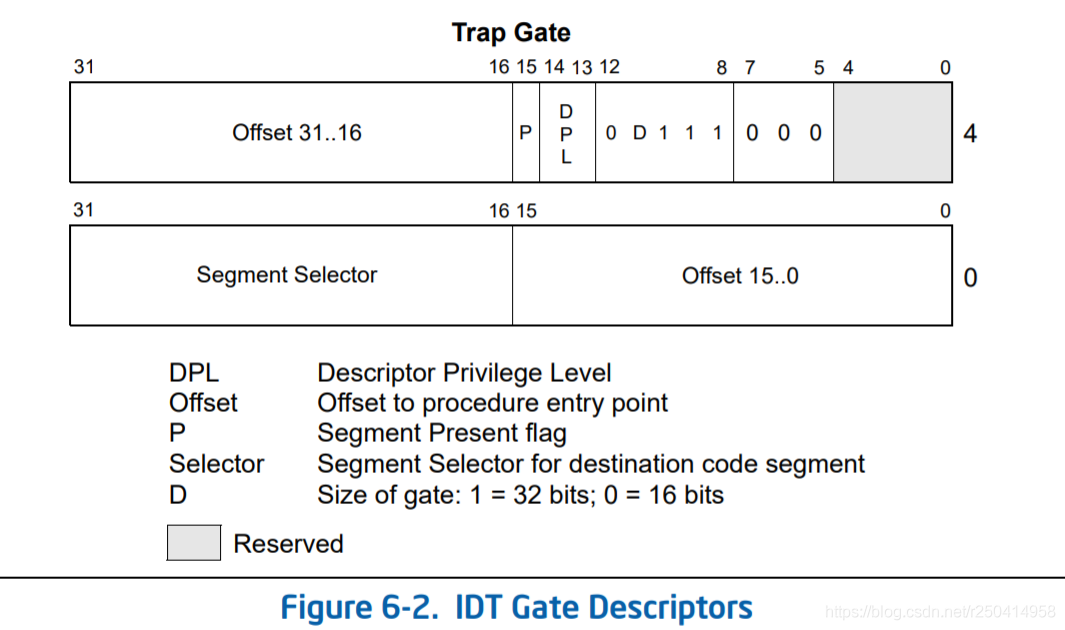 Trap Gate
31 16 15 14 13 12 8 7 5 4 0
Offset 31..16 P DPL 0 D 1 1 1 0 0 0 4
31 16 15 0
Segment Selector Offset 15..0 0
DPL Descriptor Privilege Level
Offset Offset to procedure entry point
P Segment Present flag
Selector Segment Selector for destination code segment
D Size of gate: 1 = 32 bits; 0 = 16 bits
Reserved
Figure 6-2. IDT Gate Descriptors
https://blog.csdn.net/r250414958